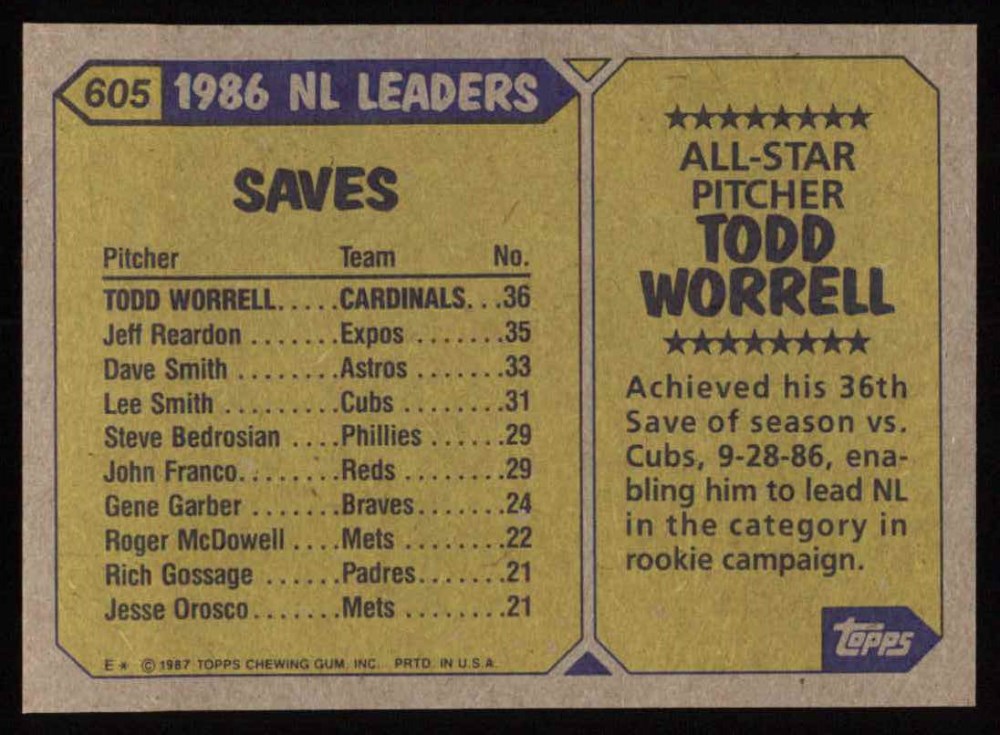 605 1986 NL LEADERS
SAVES
Pitcher Team No.
TODD WORRELL.....CARDINALS...36
Jeff Reardon .......Expos .......35
Dave Smith ........Astros .......33
Lee Smith .........Cubs ........31
Steve Bedrosian ....Phillies ......29
John Franco........Reds ........29
Gene Garber .......Braves.......24
Roger McDowell ....Mets ........22
Rich Gossage ......Padres.......21
Jesse Orosco.......Mets ........21
E* © 1987 TOPPS CHEWING GUM, INC. PRTD. IN U.S.A.
★★★★★★★★
ALL-STAR
PITCHER
TODD
WORRELL
★★★★★★★★
Achieved his 36th
Save of season vs.
Cubs, 9-28-86, ena-
bling him to lead NL
in the category in
rookie campaign.
Topps